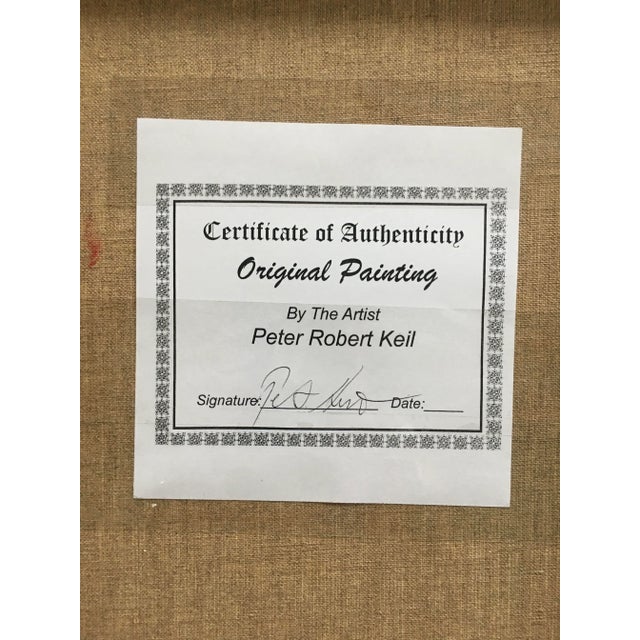 Certificate of Authenticity
Original Painting
By The Artist
Peter Robert Keil
Signature: Date: